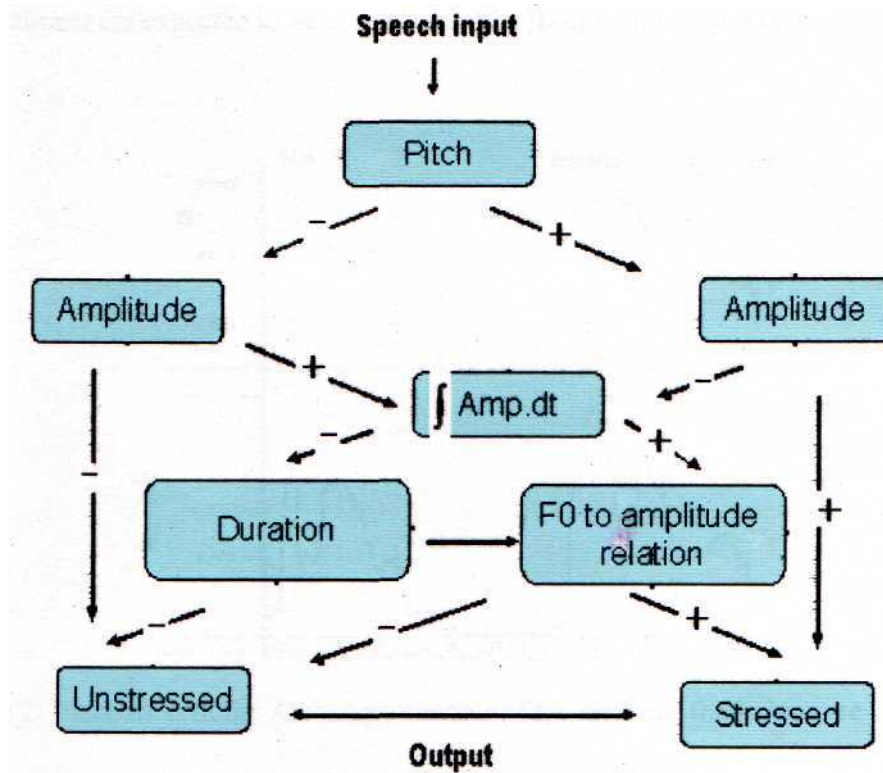 Speech input
Pitch
−
+
Amplitude
Amplitude
+
−
∫ Amp.dt
−
+
−
+
Duration
F0 to amplitude
relation
−
−
+
Unstressed
Stressed
Output